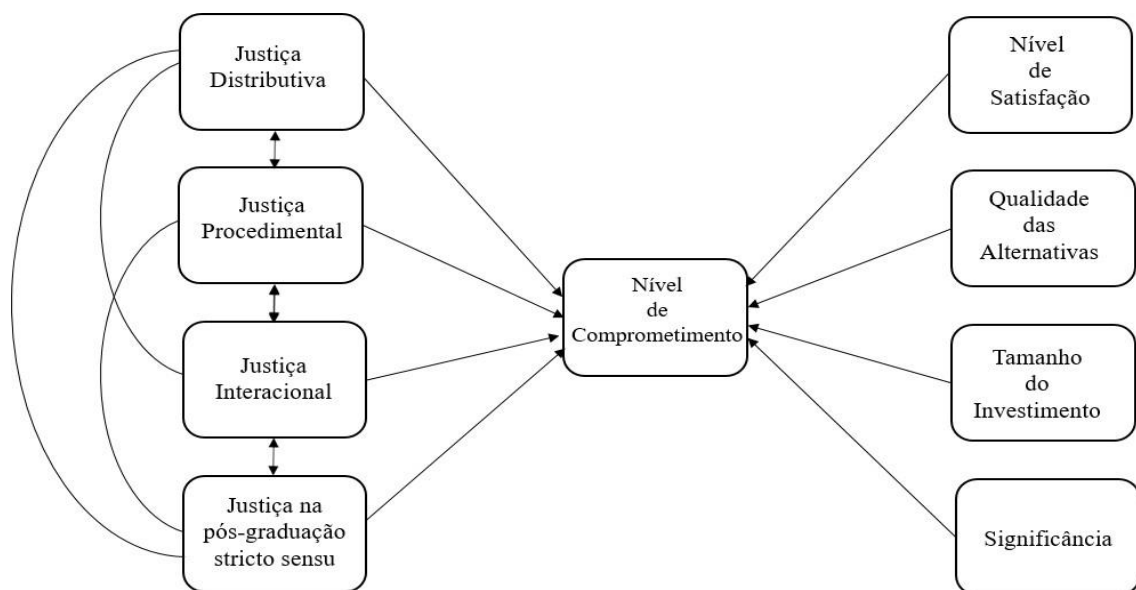 Justiça
Distributiva
Justiça
Procedimental
Justiça
Interacional
Justiça na
pós-graduação
stricto sensu
Nível
de
Comprometimento
Nível
de
Satisfação
Qualidade
das
Alternativas
Tamanho
do
Investimento
Significância